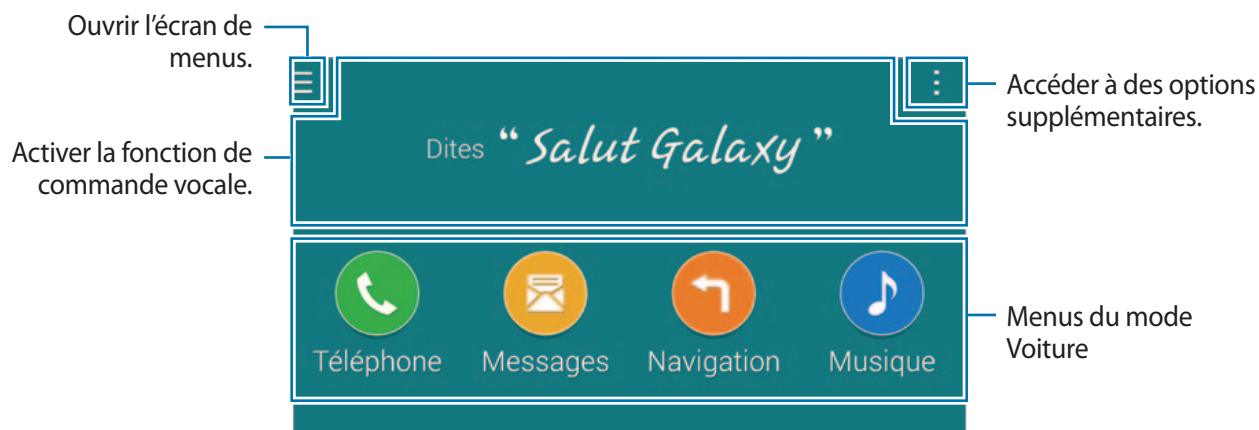 Ouvrir l’écran de
menus.
Accéder à des options
supplémentaires.
Dites “ Salut Galaxy ”
Activer la fonction de
commande vocale.
Téléphone Messages Navigation Musique
Menus du mode
Voiture